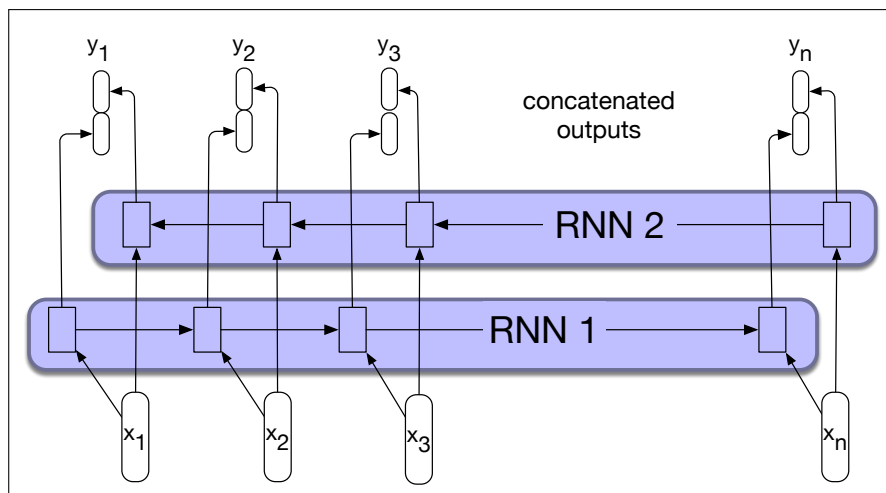 y1 y2 y3 yn
concatenated
outputs
RNN 2
RNN 1
x1 x2 x3 xn